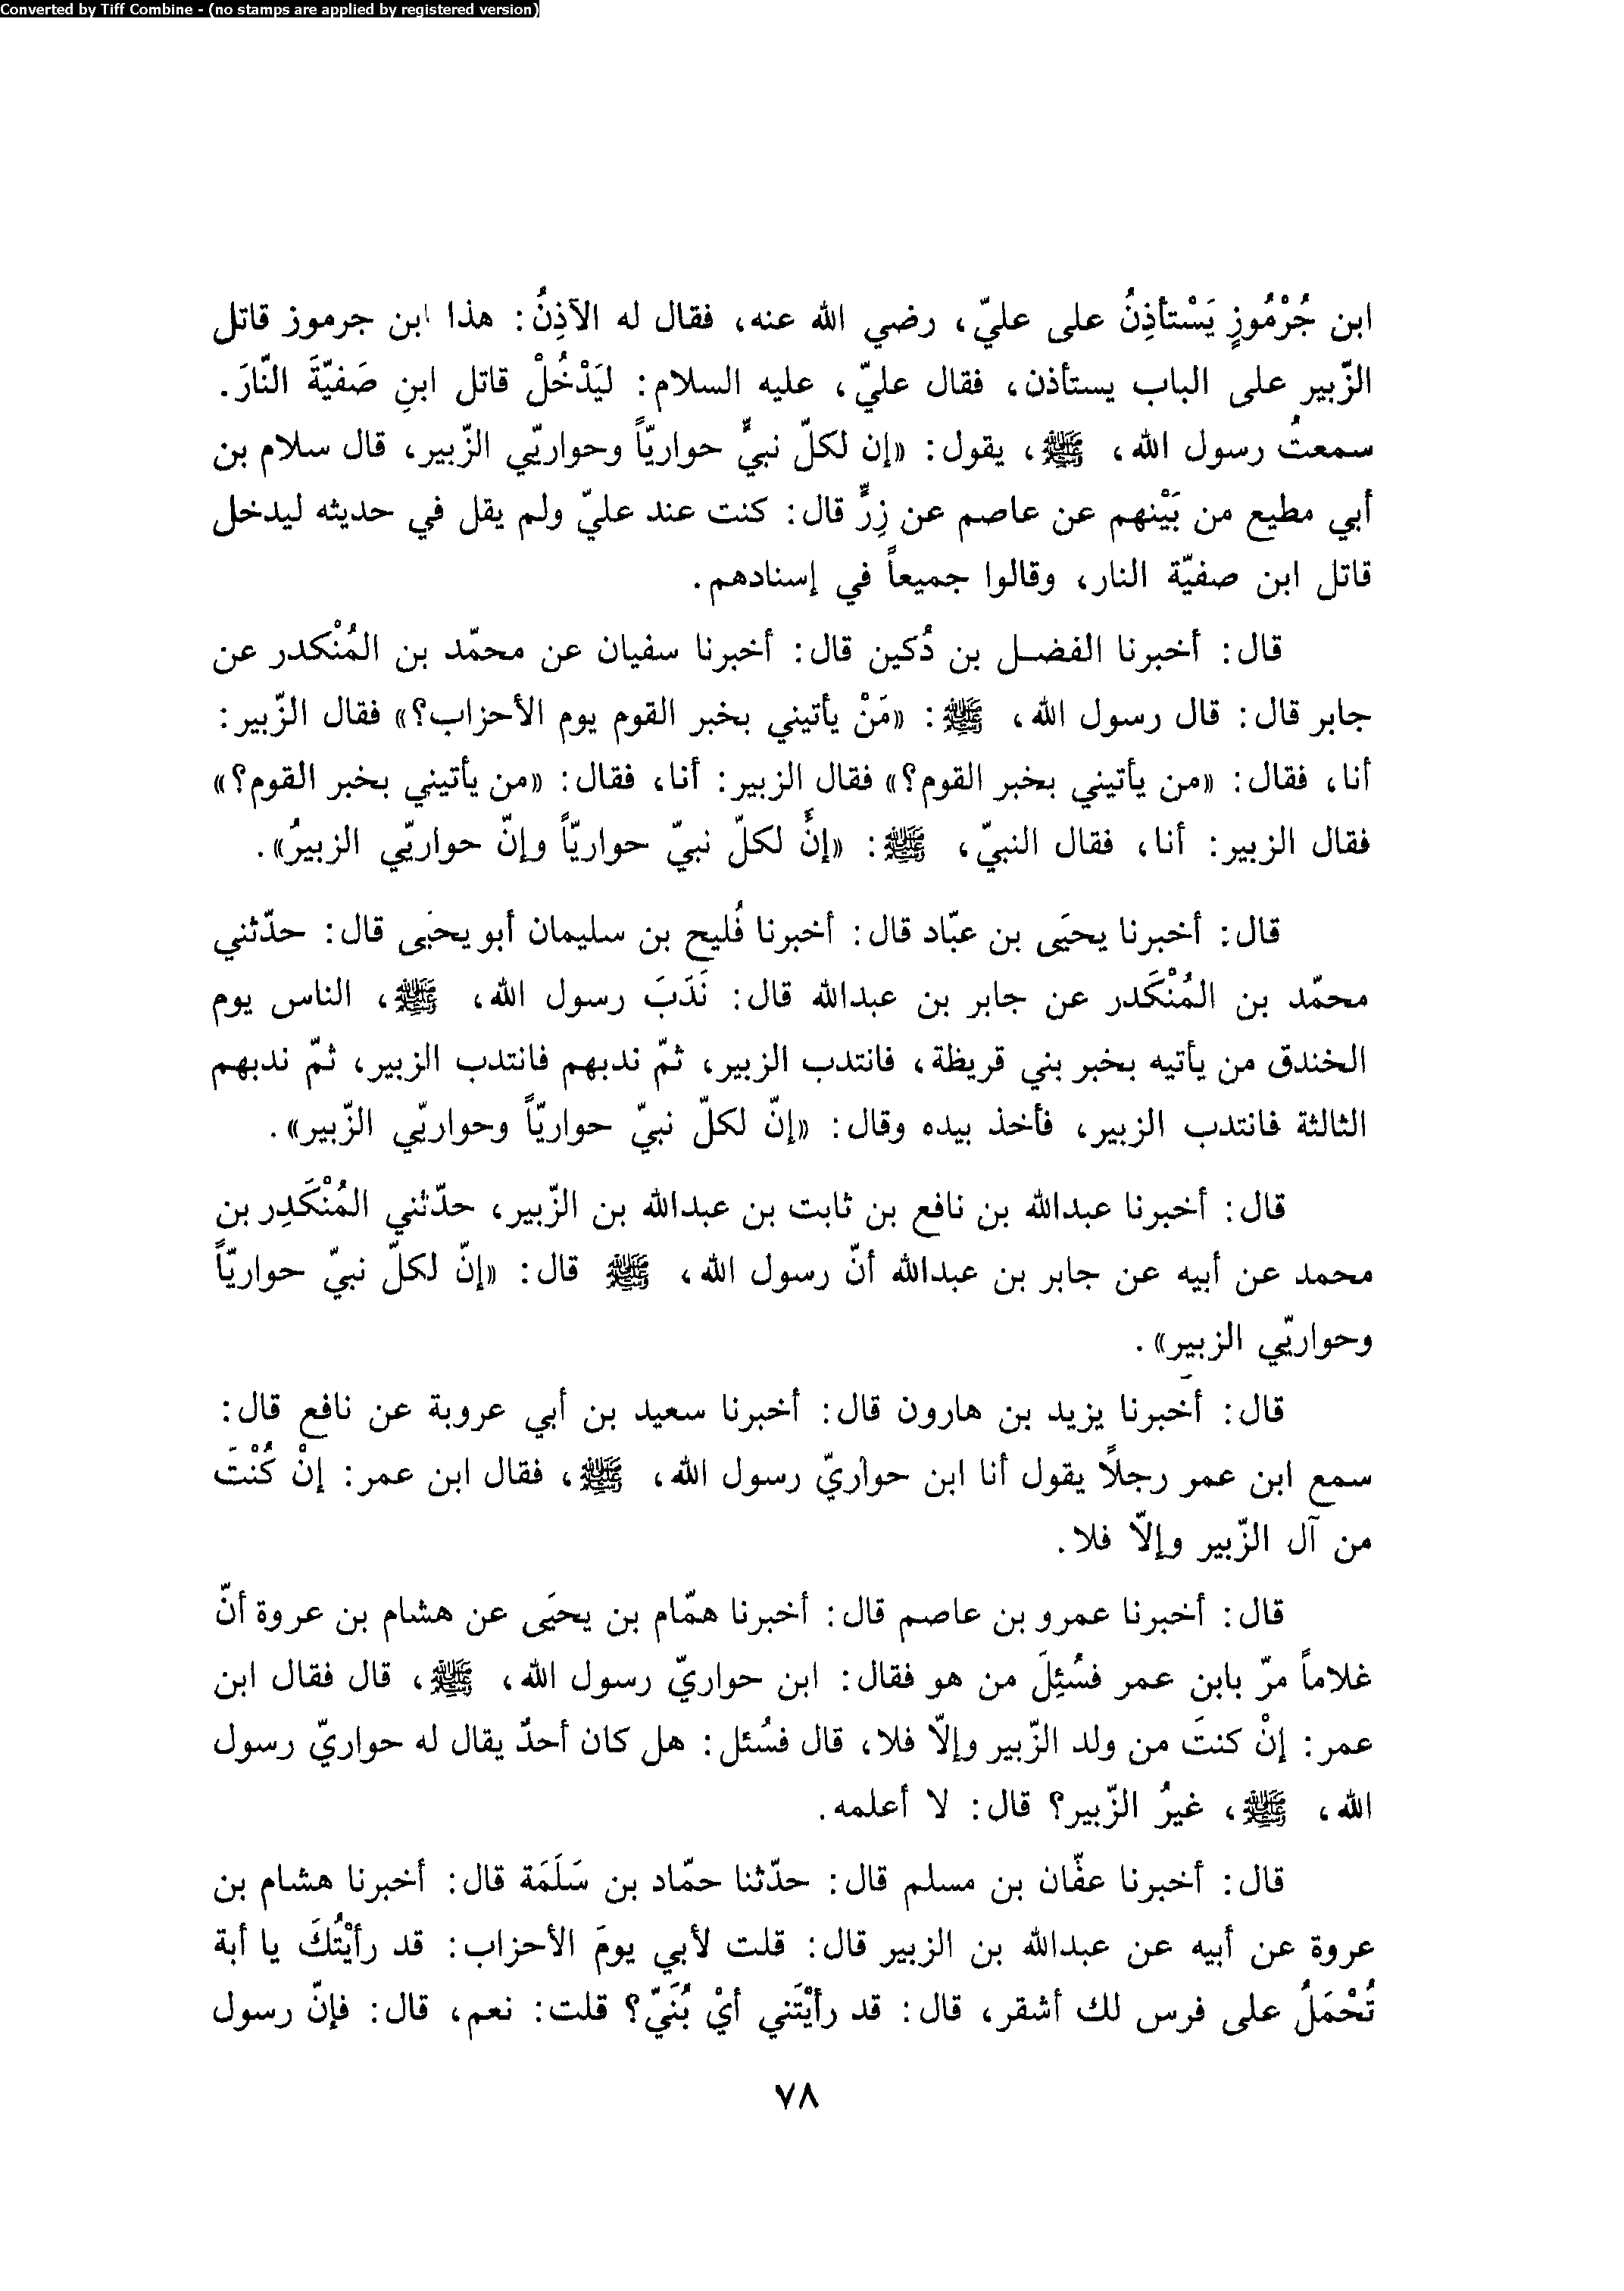 Converted by Tiff Combine - (no stamps are applied by registered version)
ابن جُرْمُوزٍ يَسْتأذِنُ على عليّ، رضي الله عنه، فقال له الآذِنُ: هذا ابن جرموز قاتل
الزّبير على الباب يستأذن، فقال عليّ، عليه السلام: ليَدْخُلْ قاتل ابنِ صَفيّةَ النّارَ.
سمعتُ رسول الله، ﷺ، يقول: «إن لكلّ نبيٍّ حواريّاً وحواريّي الزّبير، قال سلام بن
أبي مطيع من بَيْنهم عن عاصم عن زِرٍّ قال: كنت عند عليّ ولم يقل في حديثه ليدخل
قاتل ابن صفيّة النار، وقالوا جميعاً في إسنادهم.
قال: أخبرنا الفضل بن دُكين قال: أخبرنا سفيان عن محمّد بن المُنْكدر عن
جابر قال: قال رسول الله، ﷺ: «مَنْ يأتيني بخبر القوم يوم الأحزاب؟» فقال الزّبير:
أنا، فقال: «من يأتيني بخبر القوم؟» فقال الزبير: أنا، فقال: «من يأتيني بخبر القوم؟»
فقال الزبير: أنا، فقال النبيّ، ﷺ: «إنَّ لكلّ نبيّ حواريّاً وإنّ حواريّي الزبيرُ».
قال: أخبرنا يحيَى بن عبّاد قال: أخبرنا فُليح بن سليمان أبو يحيَى قال: حدّثني
محمّد بن المُنْكَدر عن جابر بن عبدالله قال: نَدَبَ رسول الله، ﷺ، الناس يوم
الخندق من يأتيه بخبر بني قريظة، فانتدب الزبير، ثمّ ندبهم فانتدب الزبير، ثمّ ندبهم
الثالثة فانتدب الزبير، فأخذ بيده وقال: «إنّ لكلّ نبيّ حواريّاً وحواريّي الزّبير».
قال: أخبرنا عبدالله بن نافع بن ثابت بن عبدالله بن الزّبير، حدّثني المُنْكَدِر بن
محمد عن أبيه عن جابر بن عبدالله أنّ رسول الله، ﷺ قال: «إنّ لكلّ نبيّ حواريّاً
وحواريّي الزبير».
قال: أخبرنا يزيد بن هارون قال: أخبرنا سعيد بن أبي عروبة عن نافع قال:
سمع ابن عمر رجلاً يقول أنا ابن حواريّ رسول الله، ﷺ، فقال ابن عمر: إنْ كُنْتَ
من آل الزّبير وإلاّ فلا.
قال: أخبرنا عمرو بن عاصم قال: أخبرنا همّام بن يحيَى عن هشام بن عروة أنّ
غلاماً مرّ بابن عمر فسُئِلَ من هو فقال: ابن حواريّ رسول الله، ﷺ، قال فقال ابن
عمر: إنْ كنتَ من ولد الزّبير وإلاّ فلا، قال فسُئل: هل كان أحدٌ يقال له حواريّ رسول
الله، ﷺ، غيرُ الزّبير؟ قال: لا أعلمه.
قال: أخبرنا عفّان بن مسلم قال: حدّثنا حمّاد بن سَلَمَة قال: أخبرنا هشام بن
عروة عن أبيه عن عبدالله بن الزبير قال: قلت لأبي يومَ الأحزاب: قد رأيْتُكَ يا أبة
تُحْمَلُ على فرس لك أشقر، قال: قد رأيْتَني أيْ بُنَيّ؟ قلت: نعم، قال: فإنّ رسول
٧٨